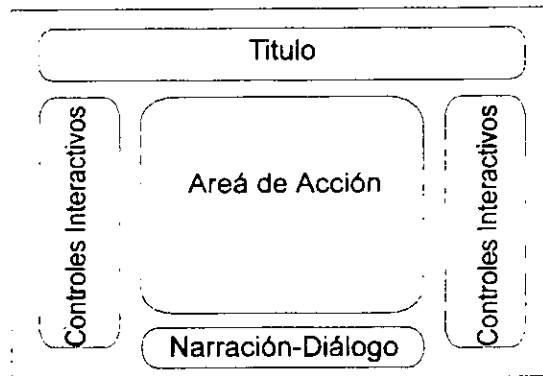 Titulo
Controles Interactivos
Areá de Acción
Controles Interactivos
Narración-Diálogo